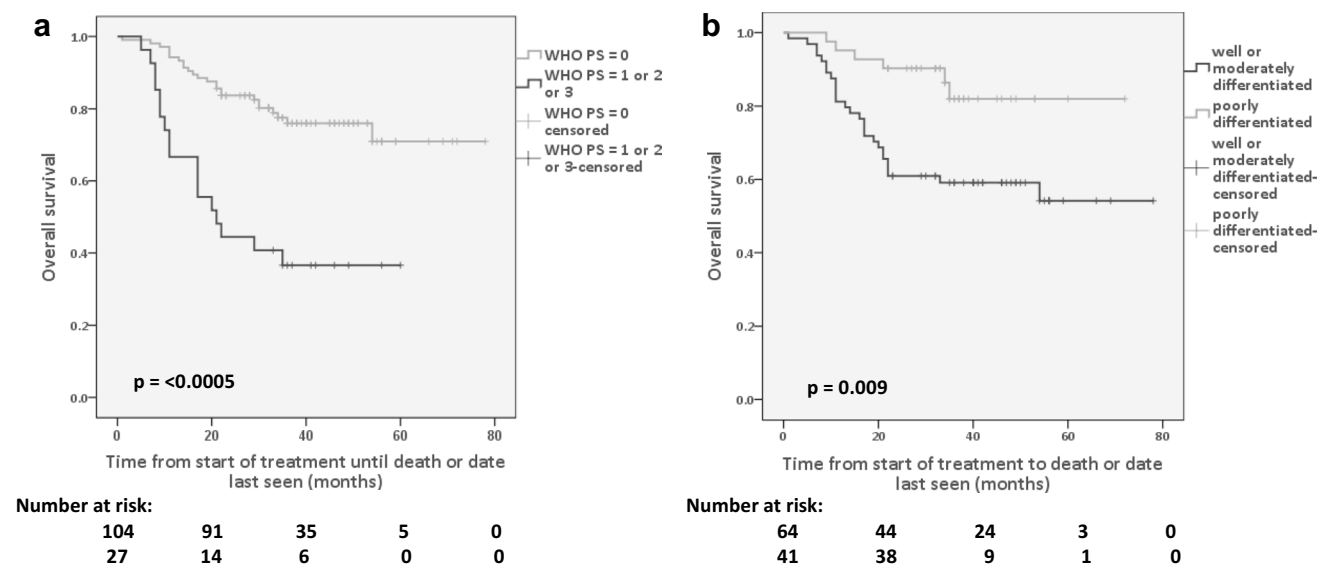 a
1.0
0.8
0.6
0.4
0.2
0.0
Overall survival
p = <0.0005
0 20 40 60 80
Time from start of treatment until death or date
last seen (months)
WHO PS = 0
WHO PS = 1 or 2
or 3
WHO PS = 0
censored
WHO PS = 1 or 2
or 3-censored
Number at risk:
104 91 35 5 0
27 14 6 0 0
b
1.0
0.8
0.6
0.4
0.2
0.0
Overall survival
p = 0.009
0 20 40 60 80
Time from start of treatment to death or date
last seen (months)
well or
moderately
differentiated
poorly
differentiated
well or
moderately
differentiated-
censored
poorly
differentiated-
censored
Number at risk:
64 44 24 3 0
41 38 9 1 0